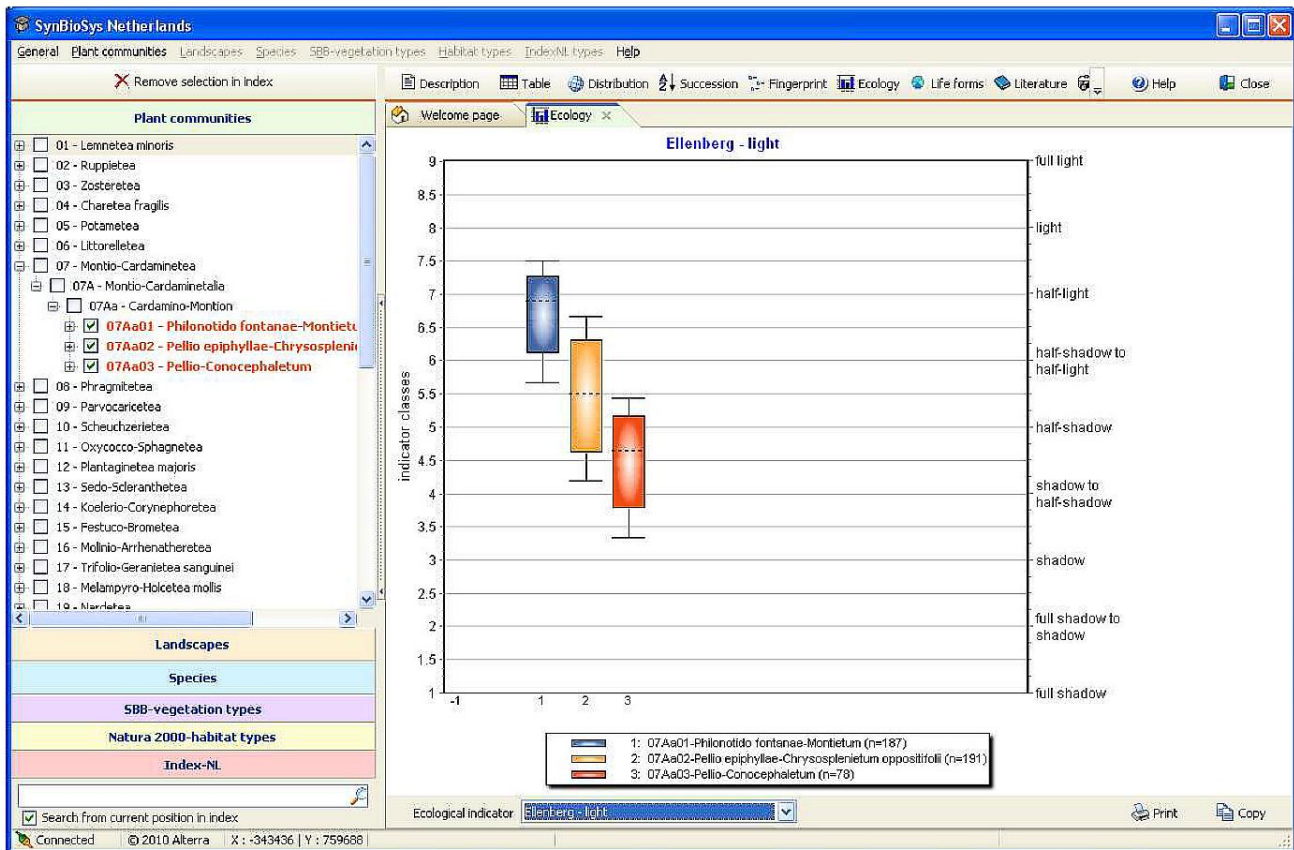 SynBioSys Netherlands
General Plant communities Landscapes Species SBB-vegetation types Habitat types IndexNL types Help
Remove selection in index
Description Table Distribution Succession Fingerprint Ecology Life forms Literature Help Close
Plant communities
Welcome page Ecology
01 - Lemnetea minoris
02 - Ruppietea
03 - Zosteretea
04 - Charetea fragilis
05 - Potametea
06 - Littorelletea
07 - Montio-Cardaminetea
07A - Montio-Cardaminetalia
07Aa - Cardamino-Montion
07Aa01 - Philonotido fontanae-Montietu
07Aa02 - Pellio epiphyllae-Chrysosplenie
07Aa03 - Pellio-Conocephaletum
08 - Phragmitetea
09 - Parvocaricetea
10 - Scheuchzerietea
11 - Oxycocco-Sphagnetea
12 - Plantaginetea majoris
13 - Sedo-Scleranthetea
14 - Koelerio-Corynephoretea
15 - Festuco-Brometea
16 - Molinio-Arrhenatheretea
17 - Trifolio-Geranietea sanguinei
18 - Melampyro-Holcetea mollis
19 - Nardetea
Landscapes
Species
SBB-vegetation types
Natura 2000-habitat types
Index-NL
Search from current position in index
Ellenberg - light
indicator classes
9
8.5
8
7.5
7
6.5
6
5.5
5
4.5
4
3.5
3
2.5
2
1.5
1
full light
light
half-light
half-shadow to
half-light
half-shadow
shadow to
half-shadow
shadow
full shadow to
shadow
full shadow
-1 1 2 3
1: 07Aa01-Philonotido fontanae-Montietum (n=187)
2: 07Aa02-Pellio epiphyllae-Chrysosplenietum oppositifolii (n=191)
3: 07Aa03-Pellio-Conocephaletum (n=78)
Ecological indicator Ellenberg - light Print Copy
Connected © 2010 Alterra X : -343436 | Y : 759688